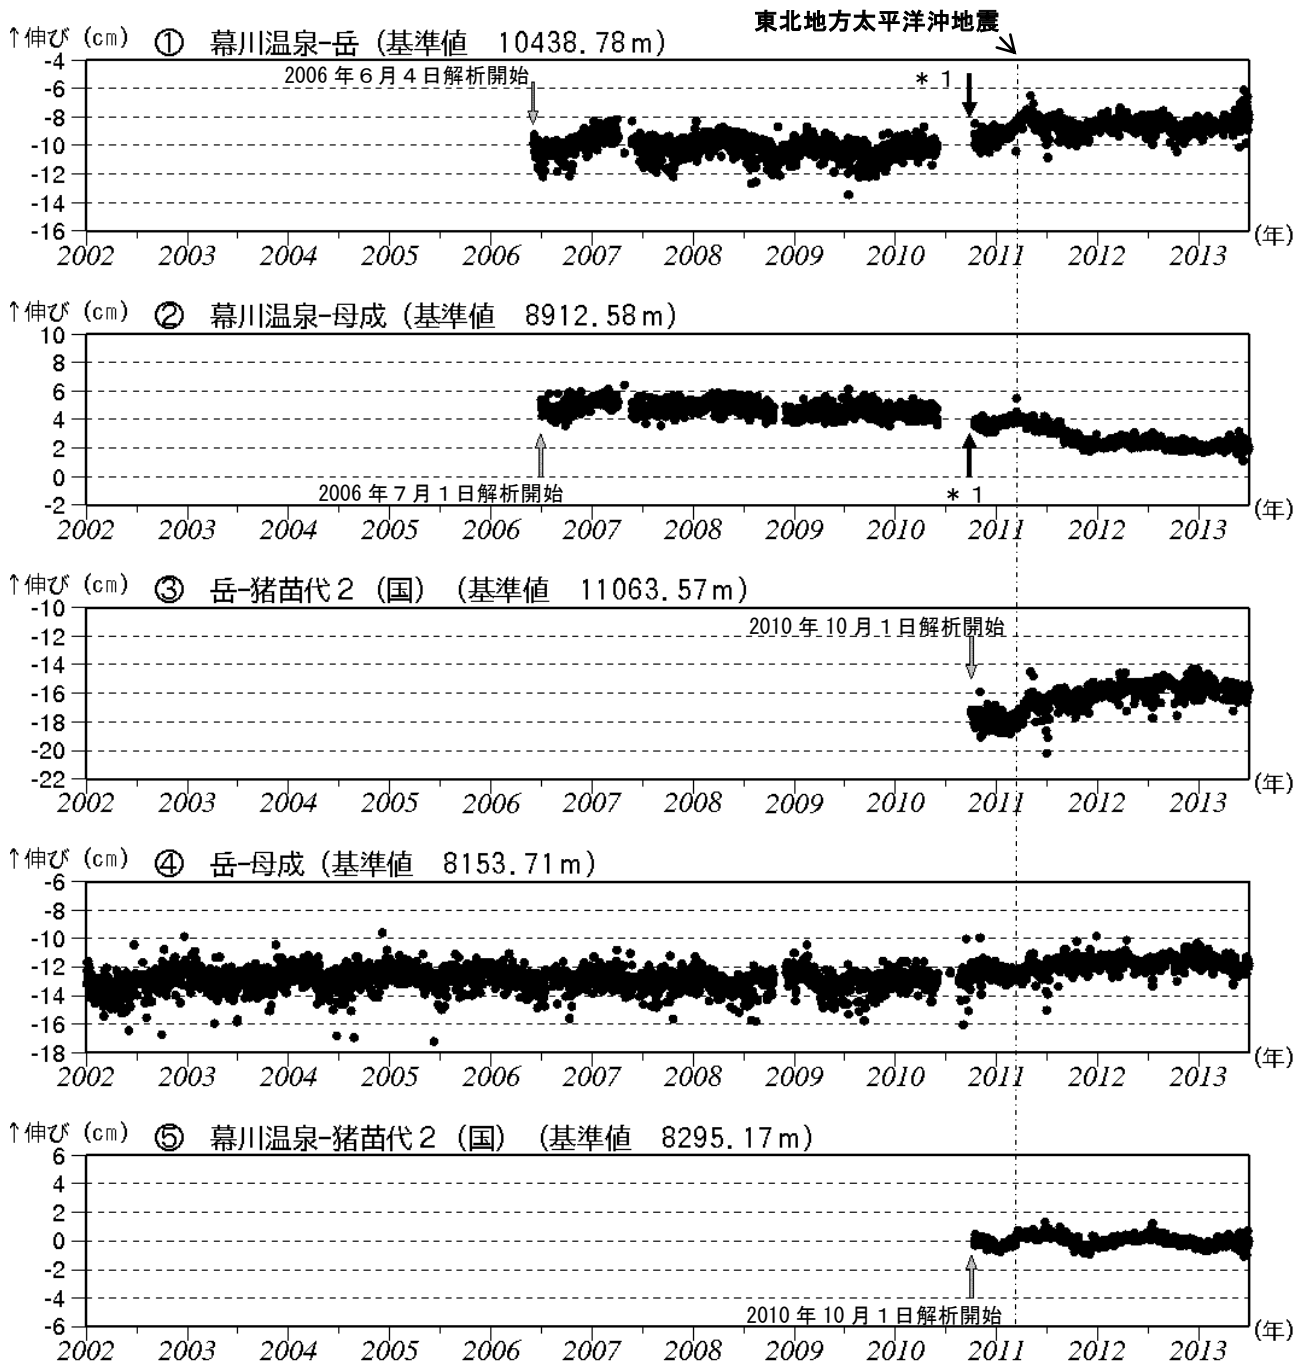 東北地方太平洋沖地震
↑伸び (cm) ① 幕川温泉-岳 (基準値 10438.78m)
-4
2006年6月4日解析開始
*1
-6
-8
-10
-12
-14
-16
(年)
2002 2003 2004 2005 2006 2007 2008 2009 2010 2011 2012 2013
↑伸び (cm) ② 幕川温泉-母成 (基準値 8912.58m)
10
8
6
4
2
0
2006年7月1日解析開始 *1
-2
(年)
2002 2003 2004 2005 2006 2007 2008 2009 2010 2011 2012 2013
↑伸び (cm) ③ 岳-猪苗代2 (国) (基準値 11063.57m)
-10
2010年10月1日解析開始
-12
-14
-16
-18
-20
-22
(年)
2002 2003 2004 2005 2006 2007 2008 2009 2010 2011 2012 2013
↑伸び (cm) ④ 岳-母成 (基準値 8153.71m)
-6
-8
-10
-12
-14
-16
-18
(年)
2002 2003 2004 2005 2006 2007 2008 2009 2010 2011 2012 2013
↑伸び (cm) ⑤ 幕川温泉-猪苗代2 (国) (基準値 8295.17m)
6
4
2
0
-2
-4
2010年10月1日解析開始
-6
(年)
2002 2003 2004 2005 2006 2007 2008 2009 2010 2011 2012 2013